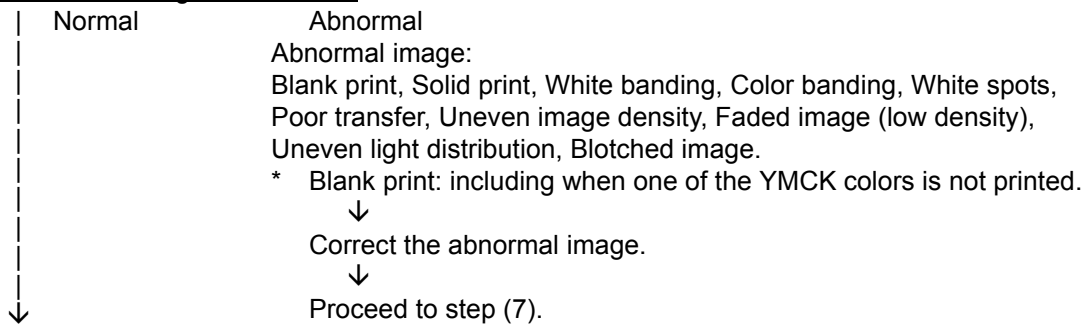 Normal Abnormal
Abnormal image:
Blank print, Solid print, White banding, Color banding, White spots,
Poor transfer, Uneven image density, Faded image (low density),
Uneven light distribution, Blotched image.
* Blank print: including when one of the YMCK colors is not printed.
↓
Correct the abnormal image.
↓
Proceed to step (7).